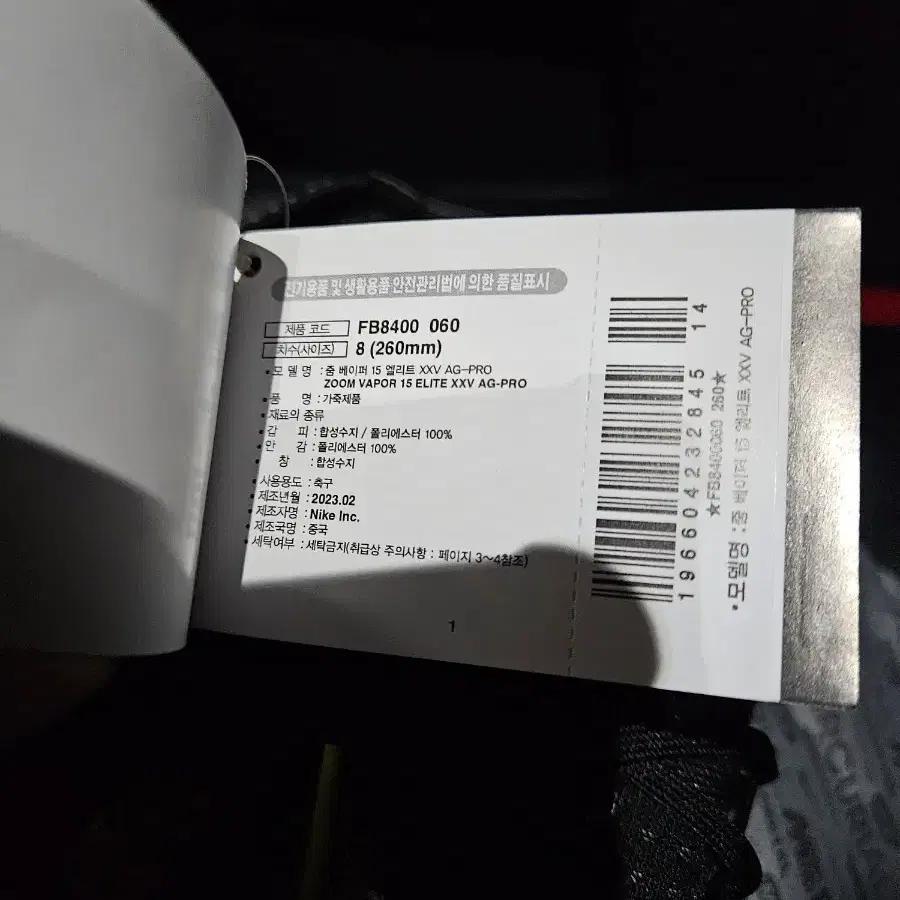 전기용품 및 생활용품 안전관리법에 의한 품질표시
제품 코드 FB8400 060
치수(사이즈) 8 (260mm)
•모 델 명 : 줌 베이퍼 15 엘리트 XXV AG-PRO
ZOOM VAPOR 15 ELITE XXV AG-PRO
•품 명 : 가죽제품
•재료의 종류
•갑 피 : 합성수지 / 폴리에스터 100%
•안 감 : 폴리에스터 100%
• 창 : 합성수지
•사용용도 : 축구
•제조년월 : 2023.02
•제조자명 : Nike Inc.
•제조국명 : 중국
•세탁여부 : 세탁금지(취급상 주의사항 : 페이지 3~4참조)
1
196604232845 14
★FB8400060 260★
•모델명 : 줌 베이퍼 15 엘리트 XXV AG-PRO